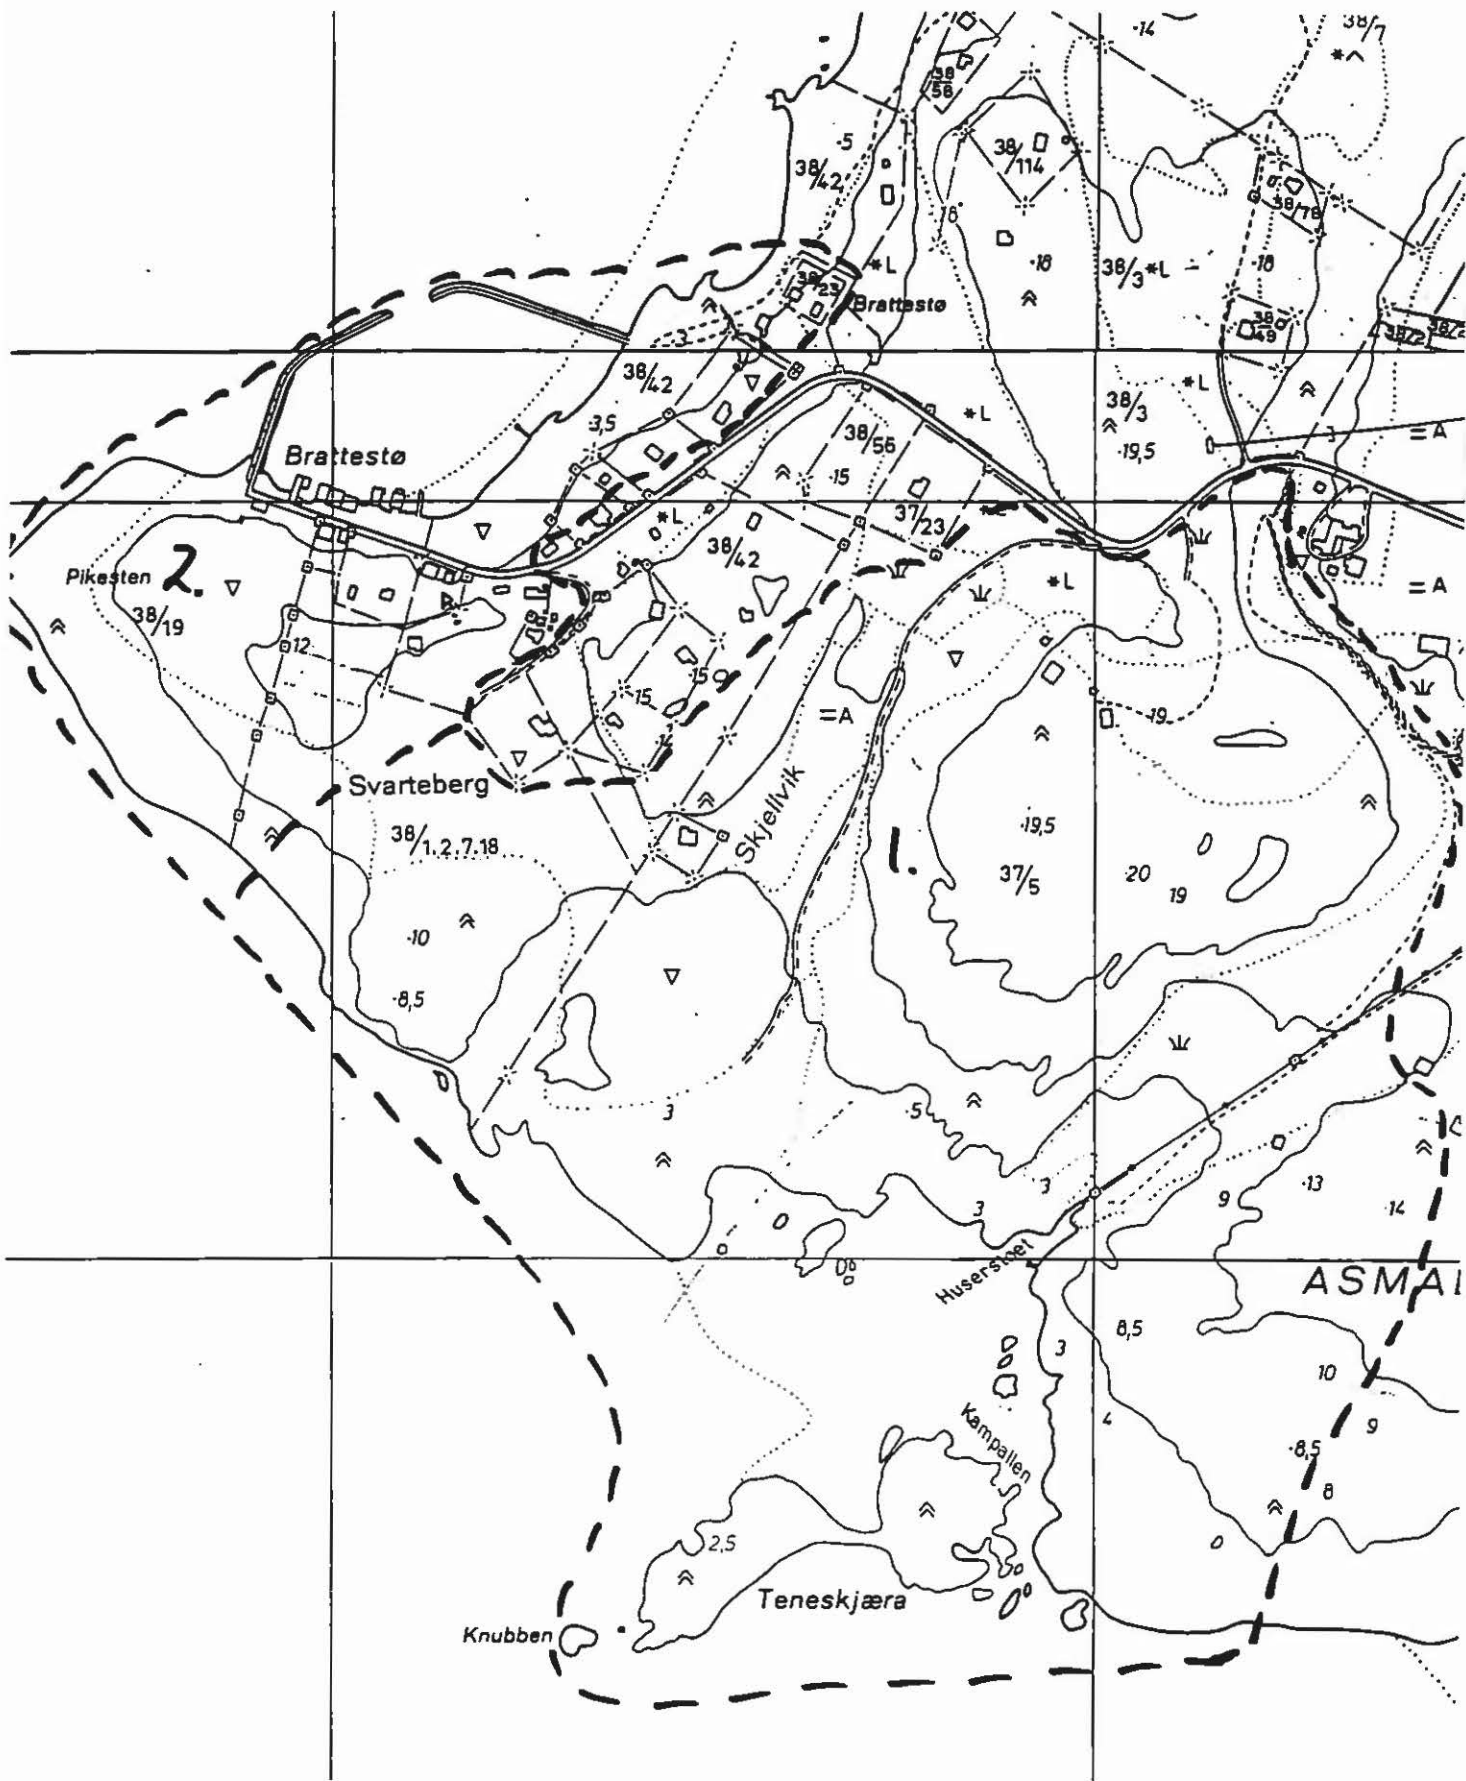 38/7
·14
38/58
·5
38/42
38/114
38/78
·18
38/3 *L
·18
*L
38/23
Brattestø
3
38/49
38/42
*L
38/3
*L
3,5
38/56
·19,5
= A
Brattestø
·15
*L
37/23
38/42
Pikesten
2.
*L
= A
38/19
12
·15
·15
·19
= A
Svarteberg
Skjellvik
38/1.2.7.18
·19,5
1.
37/5
·20
19
·10
·8,5
3
·5
3
·13
9
3
·14
Huserstøet
ASMAL
3
8,5
10
Kampallen
4
9
·8,5
8
2,5
Teneskjæra
Knubben